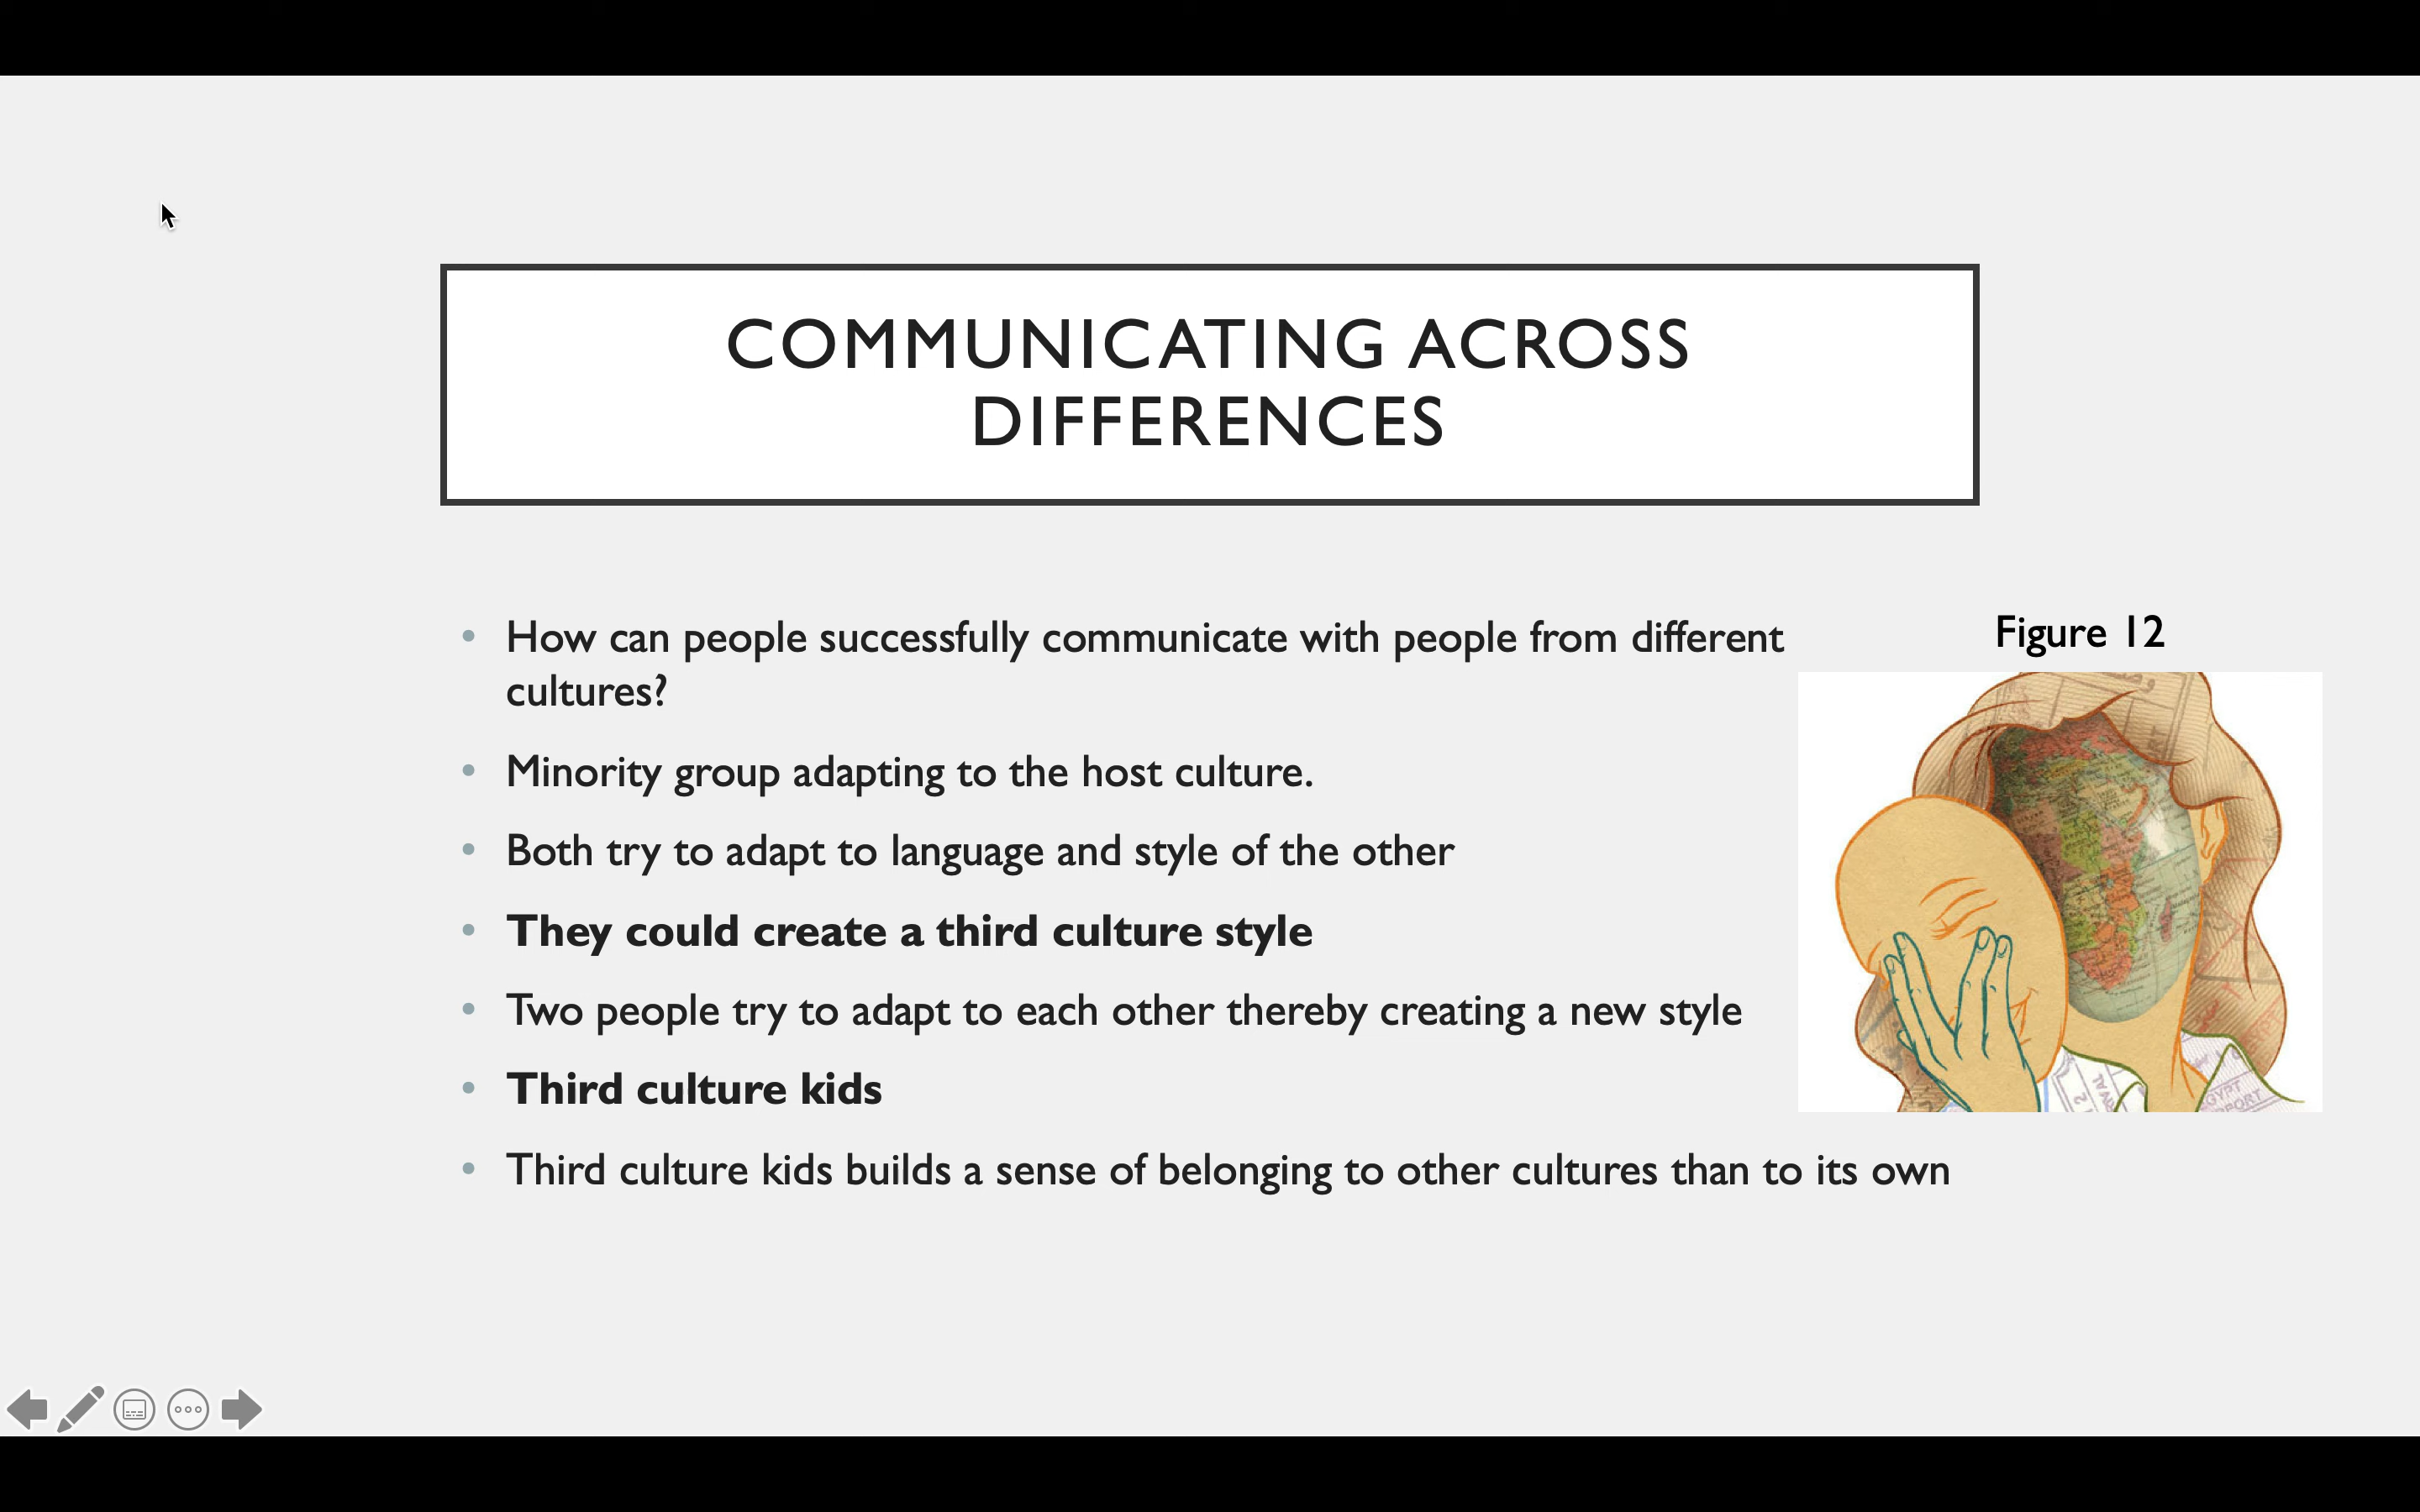 COMMUNICATING ACROSS
DIFFERENCES
• How can people successfully communicate with people from different
cultures?
• Minority group adapting to the host culture.
• Both try to adapt to language and style of the other
• They could create a third culture style
• Two people try to adapt to each other thereby creating a new style
• Third culture kids
• Third culture kids builds a sense of belonging to other cultures than to its own
Figure 12